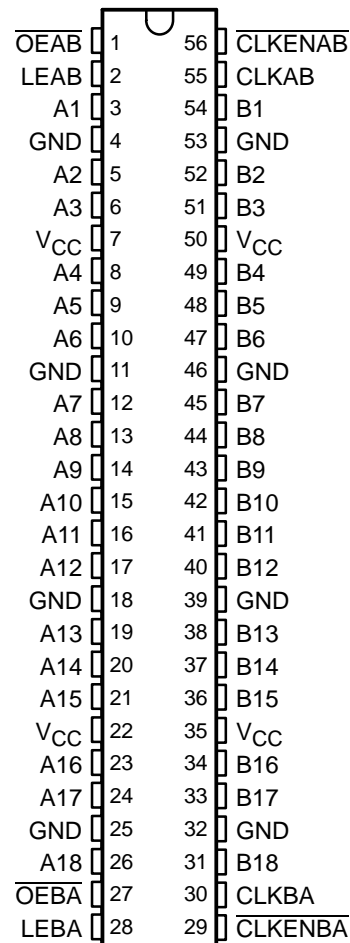 O̅E̅A̅B̅ 1 56 C̅L̅K̅E̅N̅A̅B̅
LEAB 2 55 CLKAB
A1 3 54 B1
GND 4 53 GND
A2 5 52 B2
A3 6 51 B3
VCC 7 50 VCC
A4 8 49 B4
A5 9 48 B5
A6 10 47 B6
GND 11 46 GND
A7 12 45 B7
A8 13 44 B8
A9 14 43 B9
A10 15 42 B10
A11 16 41 B11
A12 17 40 B12
GND 18 39 GND
A13 19 38 B13
A14 20 37 B14
A15 21 36 B15
VCC 22 35 VCC
A16 23 34 B16
A17 24 33 B17
GND 25 32 GND
A18 26 31 B18
O̅E̅B̅A̅ 27 30 CLKBA
LEBA 28 29 C̅L̅K̅E̅N̅B̅A̅